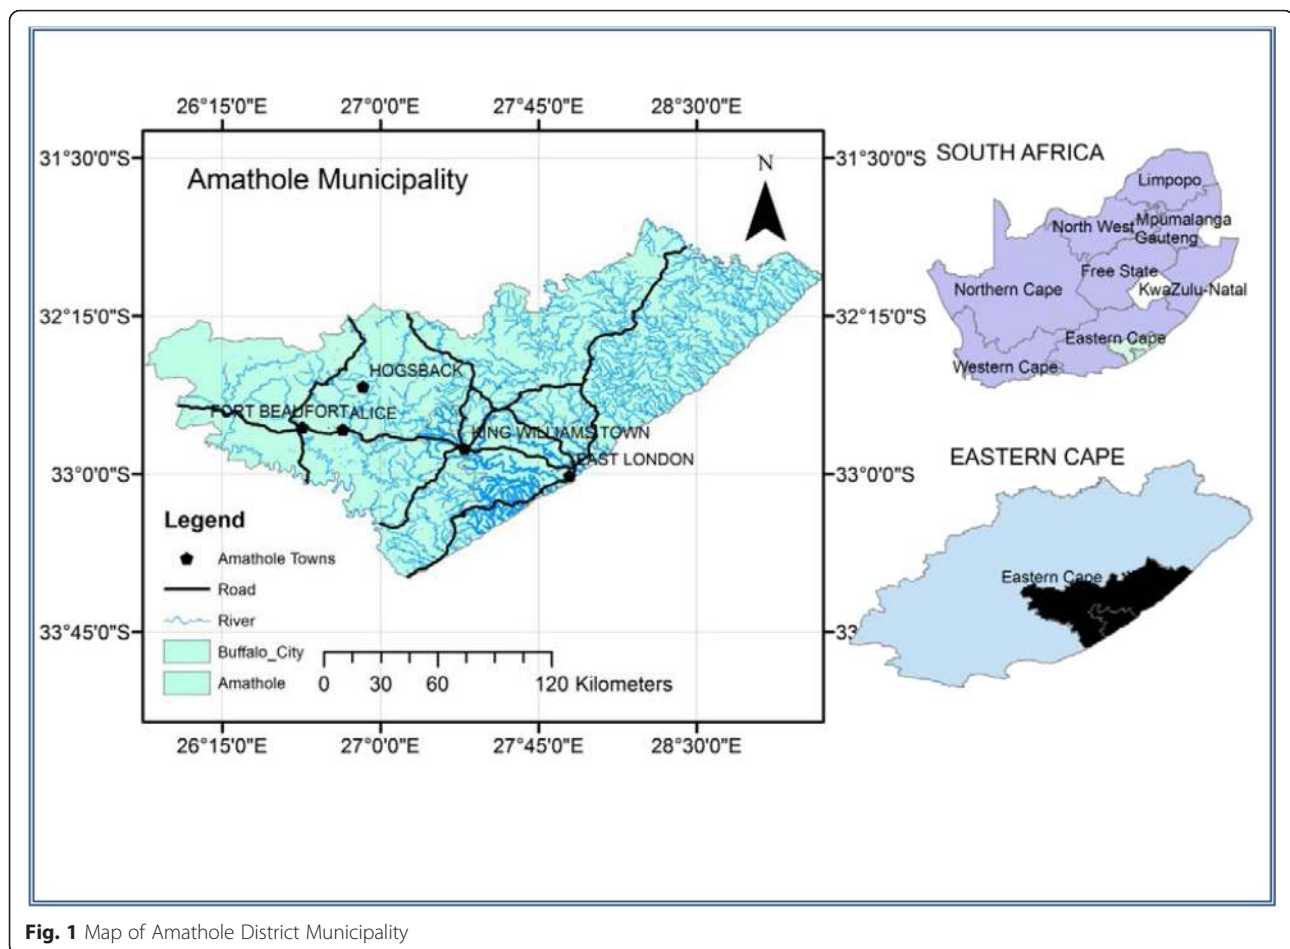 26°15'0"E 27°0'0"E 27°45'0"E 28°30'0"E
31°30'0"S
31°30'0"S
Amathole Municipality
N
32°15'0"S
32°15'0"S
HOGSBACK
FORT BEAUFORT ALICE
KING WILLIAMS TOWN
EAST LONDON
33°0'0"S
33°0'0"S
Legend
Amathole Towns
Road
River
Buffalo_City
Amathole
0 30 60 120 Kilometers
33°45'0"S
33
26°15'0"E 27°0'0"E 27°45'0"E 28°30'0"E
SOUTH AFRICA
Limpopo
North West
Mpumalanga
Gauteng
Free State
Northern Cape
KwaZulu-Natal
Eastern Cape
Western Cape
EASTERN CAPE
Eastern Cape
Fig. 1 Map of Amathole District Municipality